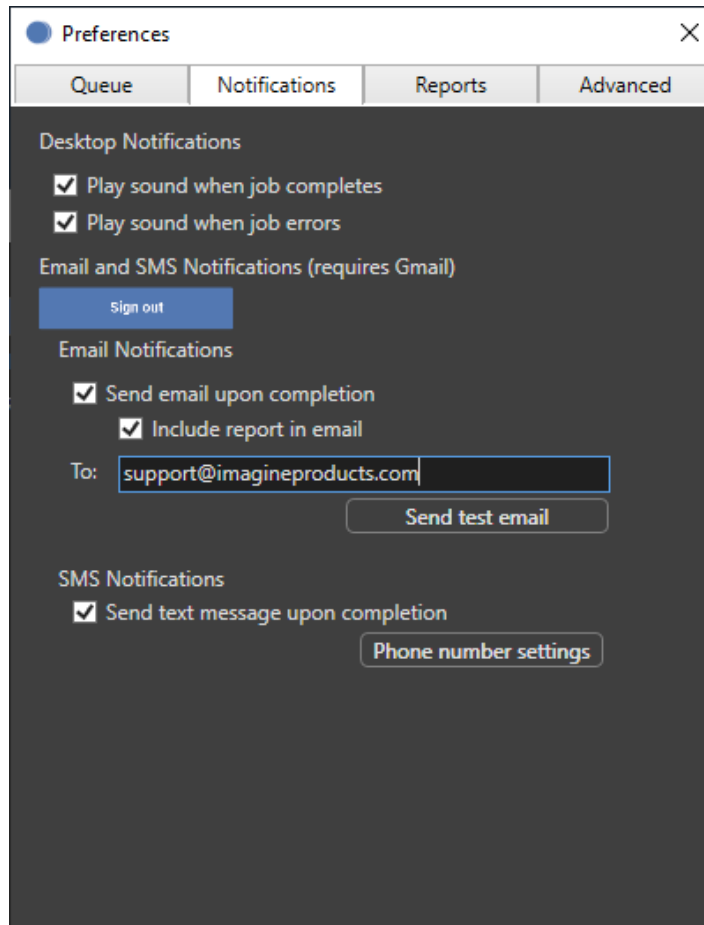 Preferences
Queue Notifications Reports Advanced
Desktop Notifications
Play sound when job completes
Play sound when job errors
Email and SMS Notifications (requires Gmail)
Sign out
Email Notifications
Send email upon completion
Include report in email
To: support@imagineproducts.com
Send test email
SMS Notifications
Send text message upon completion
Phone number settings